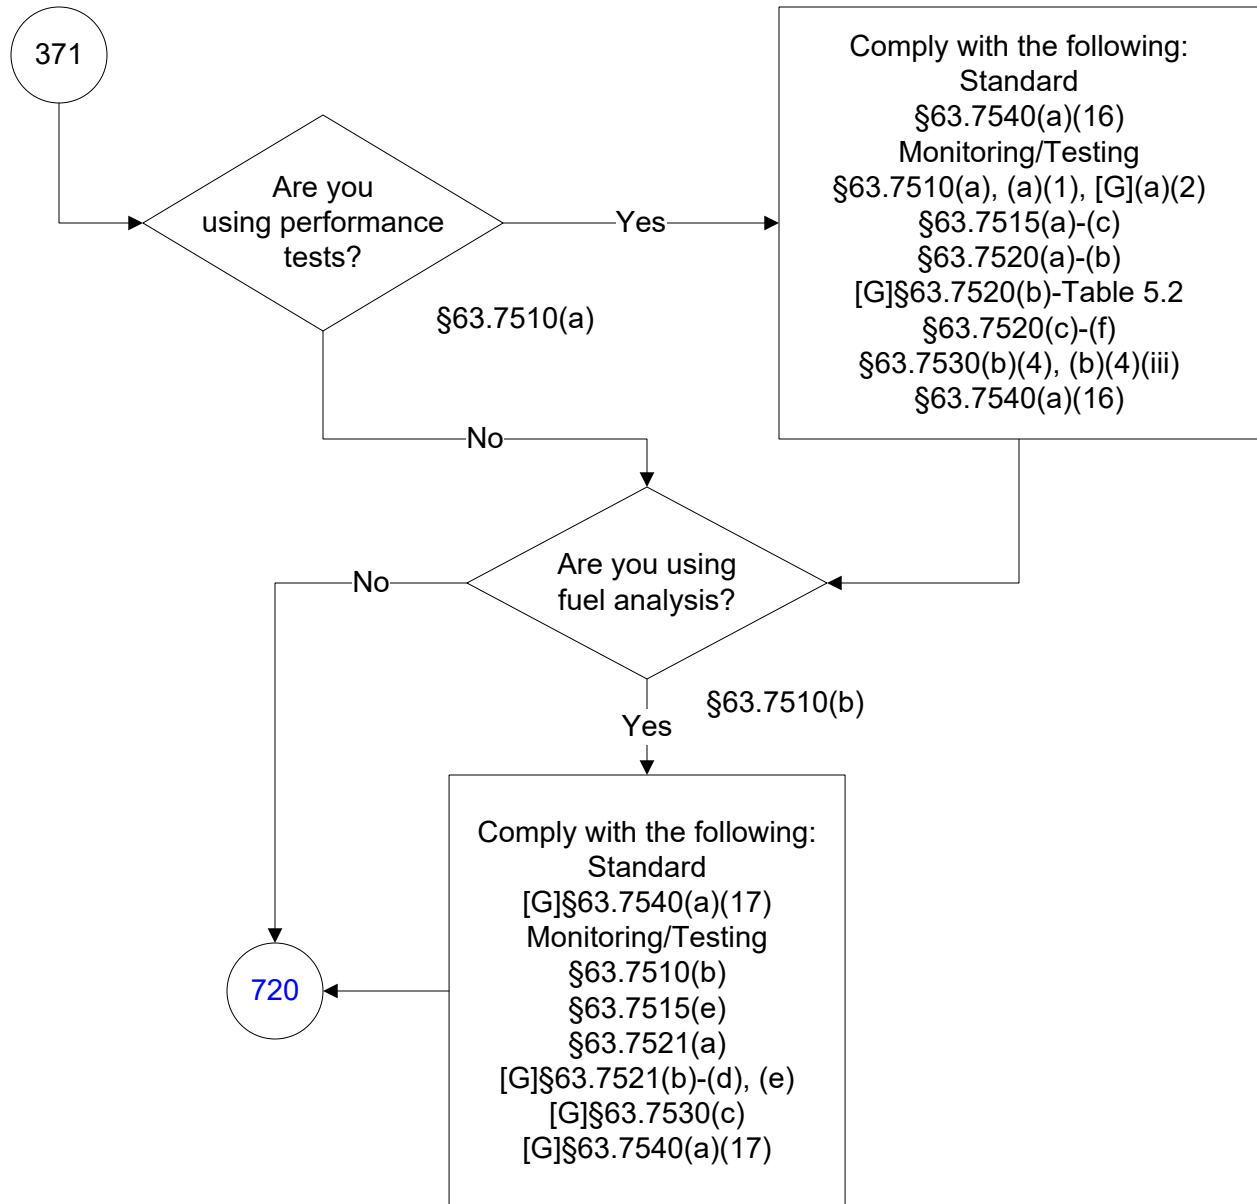 371
Are you
using performance
tests?
§63.7510(a)
Yes
Comply with the following:
Standard
§63.7540(a)(16)
Monitoring/Testing
§63.7510(a), (a)(1), [G](a)(2)
§63.7515(a)-(c)
§63.7520(a)-(b)
[G]§63.7520(b)-Table 5.2
§63.7520(c)-(f)
§63.7530(b)(4), (b)(4)(iii)
§63.7540(a)(16)
No
Are you using
fuel analysis?
No
§63.7510(b)
Yes
Comply with the following:
Standard
[G]§63.7540(a)(17)
Monitoring/Testing
§63.7510(b)
§63.7515(e)
§63.7521(a)
[G]§63.7521(b)-(d), (e)
[G]§63.7530(c)
[G]§63.7540(a)(17)
720